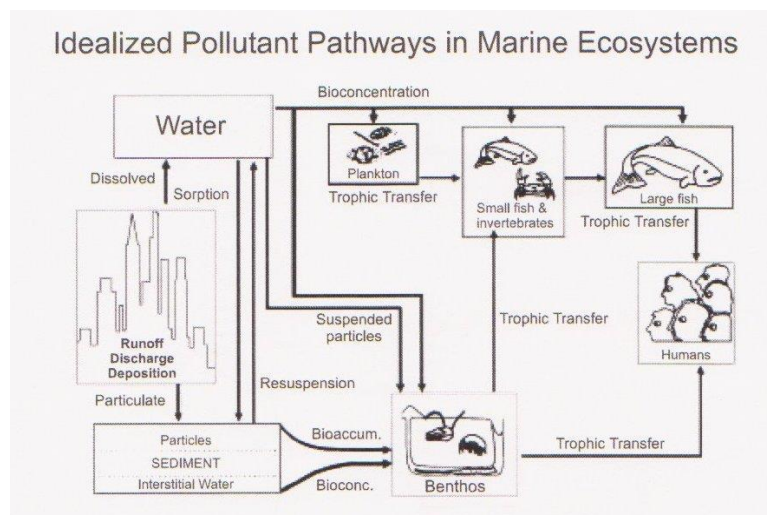 Idealized Pollutant Pathways in Marine Ecosystems
Bioconcentration
Water
Plankton
Small fish &
invertebrates
Large fish
Dissolved
Sorption
Trophic Transfer
Trophic Transfer
Runoff
Discharge
Deposition
Suspended
particles
Trophic Transfer
Humans
Particulate
Resuspension
Particles
SEDIMENT
Interstitial Water
Bioaccum.
Bioconc.
Benthos
Trophic Transfer